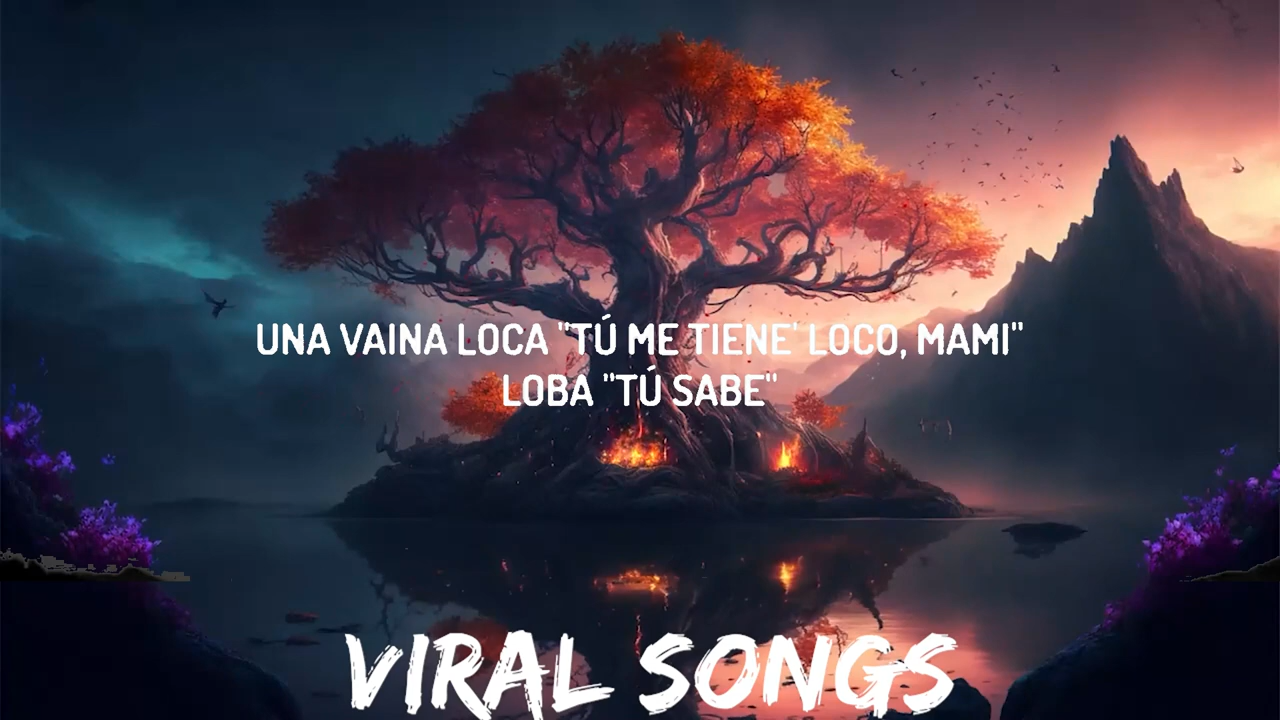 UNA VAINA LOCA "TÚ ME TIENE' LOCO, MAMI"
LOBA "TÚ SABE"
VIRAL SONGS